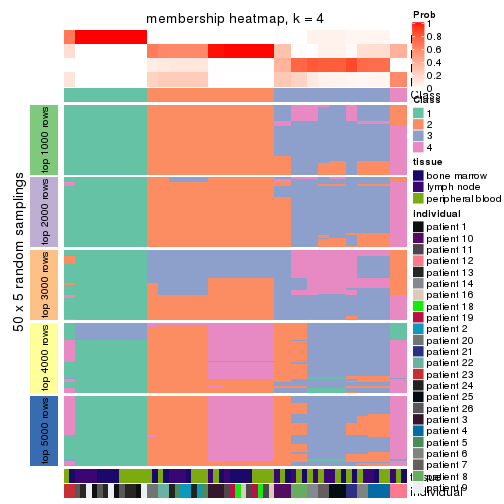 membership heatmap, k = 4
50 x 5 random samplings
top 1000 rows
top 2000 rows
top 3000 rows
top 4000 rows
top 5000 rows
Prob
1
0.8
0.6
0.4
0.2
0
Class
Class
1
2
3
4
tissue
bone marrow
lymph node
peripheral blood
individual
patient 1
patient 10
patient 11
patient 12
patient 13
patient 14
patient 16
patient 18
patient 19
patient 2
patient 20
patient 21
patient 22
patient 23
patient 24
patient 25
patient 26
patient 3
patient 4
patient 5
patient 6
patient 7
patient 8
patient 9
individual